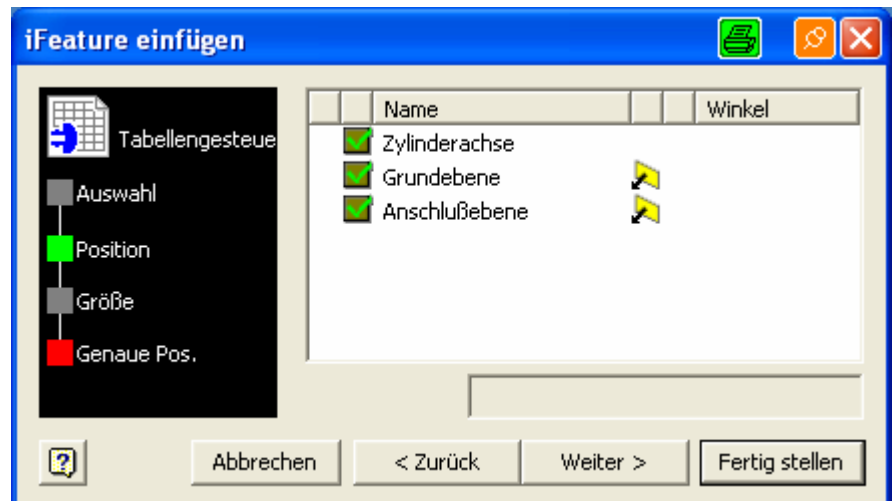 iFeature einfügen
Tabellengesteue
Auswahl
Position
Größe
Genaue Pos.
Name Winkel
Zylinderachse
Grundebene
Anschlußebene
Abbrechen < Zurück Weiter > Fertig stellen